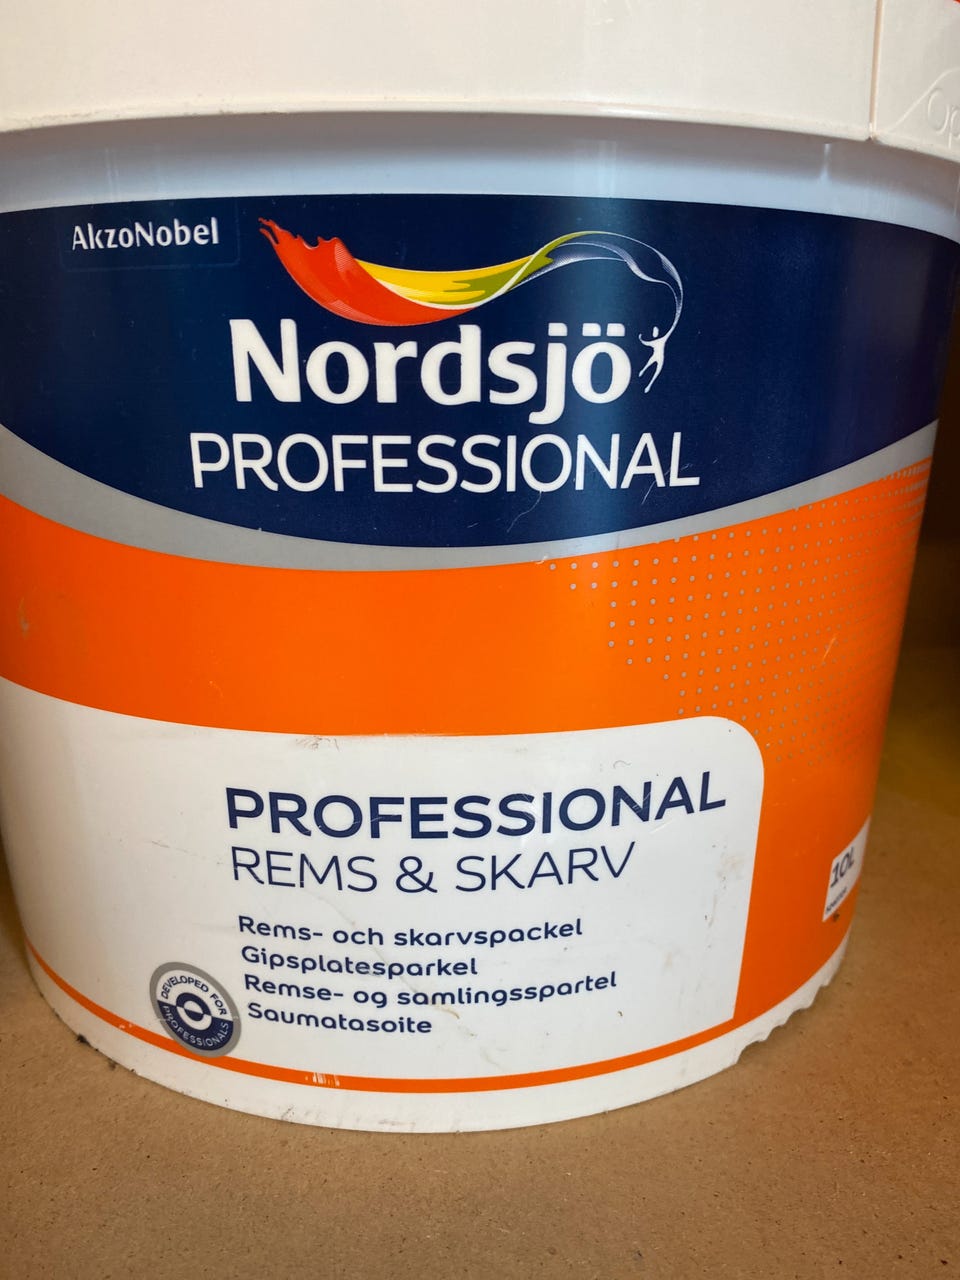 AkzoNobel
Nordsjö
PROFESSIONAL
PROFESSIONAL
REMS & SKARV
Rems- och skarvspackel
Gipsplatesparkel
Remse- og samlingsspartel
Saumatasoite
DEVELOPED FOR
PROFESSIONALS
10L